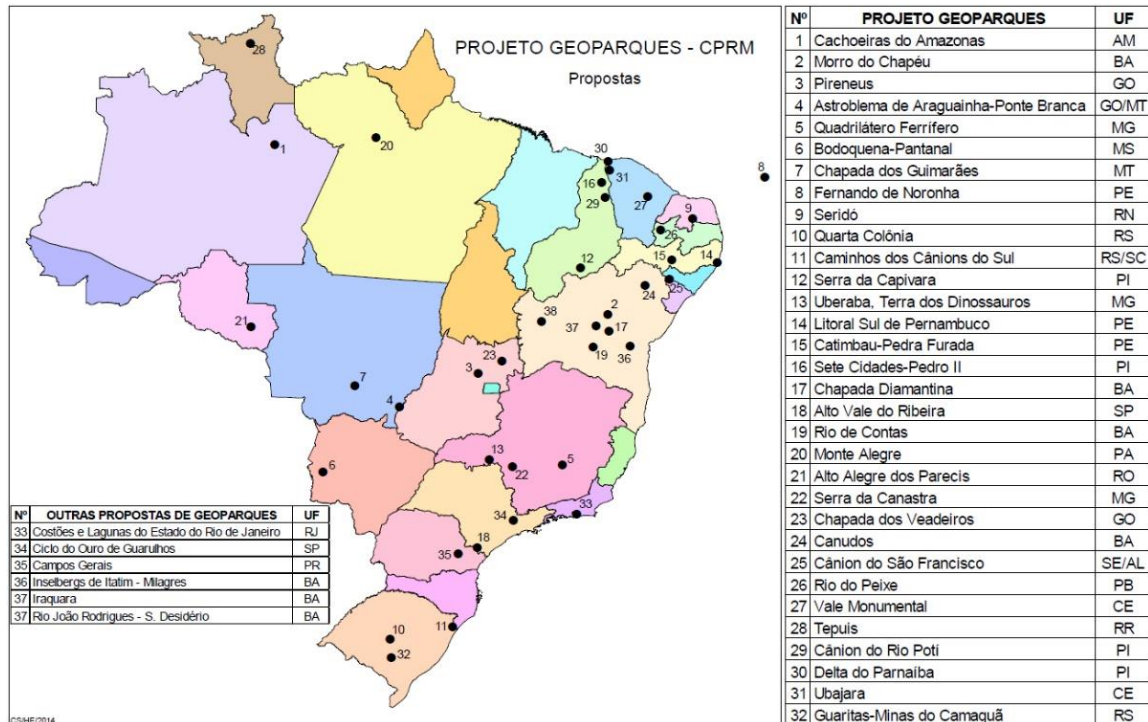 PROJETO GEOPARQUES - CPRM
Propostas
28
1
20
30
31
16
29
27
8
9
26
15
14
12
25
24
2
38
37
17
19
36
21
23
3
7
4
13
22
5
6
33
34
18
35
11
10
32
Nº OUTRAS PROPOSTAS DE GEOPARQUES UF
33 Costões e Lagunas do Estado do Rio de Janeiro RJ
34 Ciclo do Ouro de Guarulhos SP
35 Campos Gerais PR
36 Inselbergs de Itatim - Milagres BA
37 Iraquara BA
37 Rio João Rodrigues - S. Desidério BA
CS/HF/2014
Nº PROJETO GEOPARQUES UF
1 Cachoeiras do Amazonas AM
2 Morro do Chapéu BA
3 Pireneus GO
4 Astroblema de Araguainha-Ponte Branca GO/MT
5 Quadrilátero Ferrífero MG
6 Bodoquena-Pantanal MS
7 Chapada dos Guimarães MT
8 Fernando de Noronha PE
9 Seridó RN
10 Quarta Colônia RS
11 Caminhos dos Cânions do Sul RS/SC
12 Serra da Capivara PI
13 Uberaba, Terra dos Dinossauros MG
14 Litoral Sul de Pernambuco PE
15 Catimbau-Pedra Furada PE
16 Sete Cidades-Pedro II PI
17 Chapada Diamantina BA
18 Alto Vale do Ribeira SP
19 Rio de Contas BA
20 Monte Alegre PA
21 Alto Alegre dos Parecis RO
22 Serra da Canastra MG
23 Chapada dos Veadeiros GO
24 Canudos BA
25 Cânion do São Francisco SE/AL
26 Rio do Peixe PB
27 Vale Monumental CE
28 Tepuis RR
29 Cânion do Rio Potí PI
30 Delta do Parnaíba PI
31 Ubajara CE
32 Guaritas-Minas do Camaquã RS